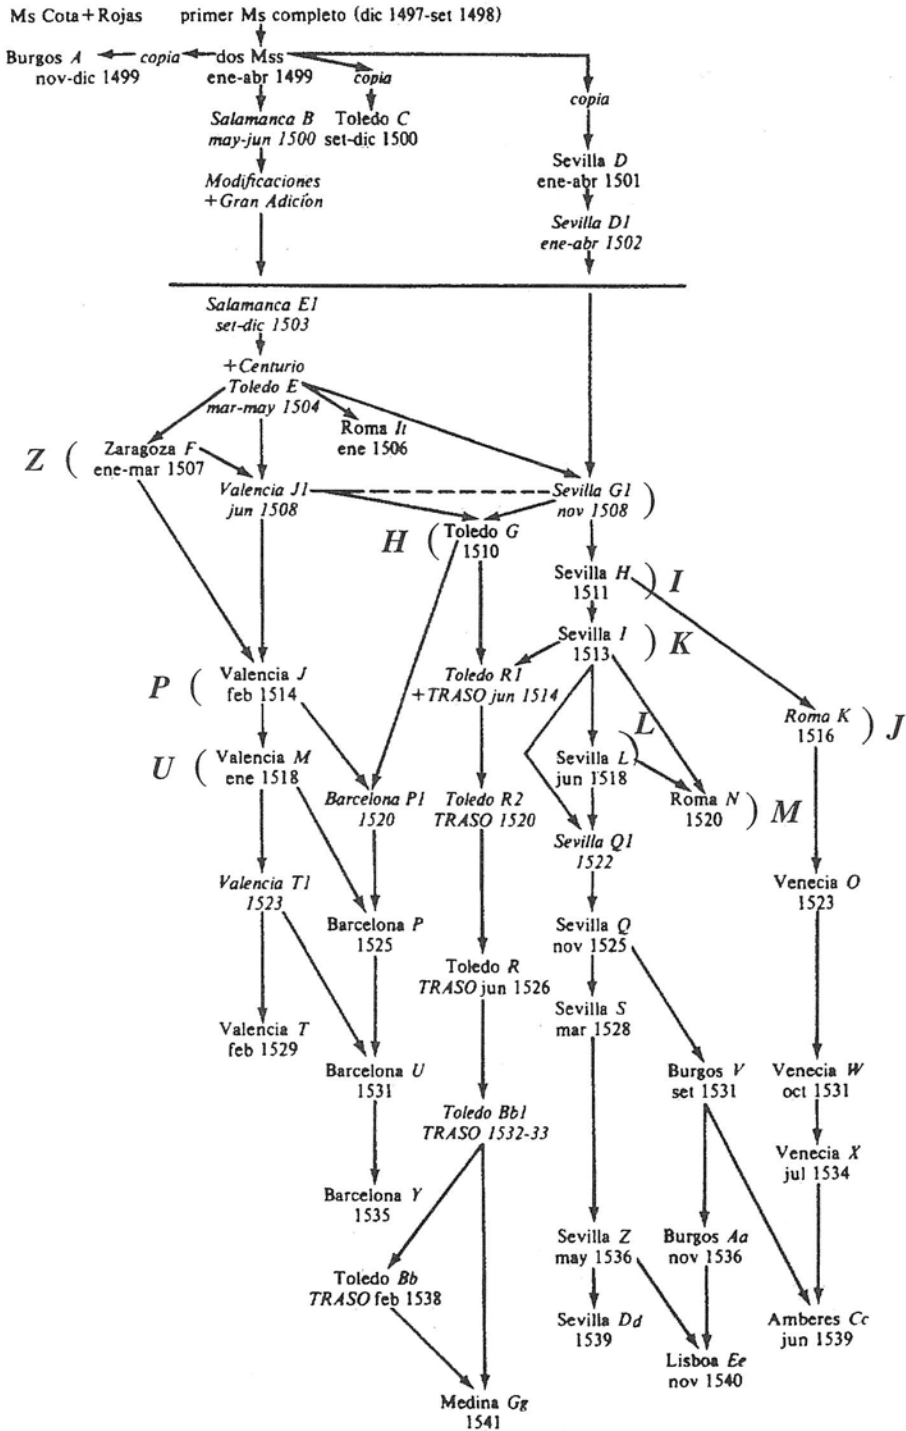 Ms Cota+Rojas
primer Ms completo (dic 1497-set 1498)
Burgos A
nov-dic 1499
copia
dos Mss
ene-abr 1499
copia
copia
Salamanca B
may-jun 1500
Toledo C
set-dic 1500
Sevilla D
ene-abr 1501
Modificaciones
+Gran Adición
Sevilla D1
ene-abr 1502
Salamanca E1
set-dic 1503
+Centurio
Toledo E
mar-may 1504
Roma It
ene 1506
Z (
Zaragoza F
ene-mar 1507
Valencia J1
jun 1508
Sevilla G1
nov 1508
)
H (
Toledo G
1510
Sevilla H
1511
) I
Sevilla I
1513
) K
P (
Valencia J
feb 1514
Toledo R1
+TRASO jun 1514
Roma K
1516
) J
U (
Valencia M
ene 1518
Sevilla L
jun 1518
) L
Barcelona P1
1520
Toledo R2
TRASO 1520
Roma N
1520
) M
Sevilla Q1
1522
Valencia T1
1523
Venecia O
1523
Barcelona P
1525
Sevilla Q
nov 1525
Toledo R
TRASO jun 1526
Sevilla S
mar 1528
Valencia T
feb 1529
Barcelona U
1531
Burgos V
set 1531
Venecia W
oct 1531
Toledo Bb1
TRASO 1532-33
Venecia X
jul 1534
Barcelona Y
1535
Sevilla Z
may 1536
Burgos Aa
nov 1536
Toledo Bb
TRASO feb 1538
Sevilla Dd
1539
Amberes Cc
jun 1539
Lisboa Ee
nov 1540
Medina Gg
1541